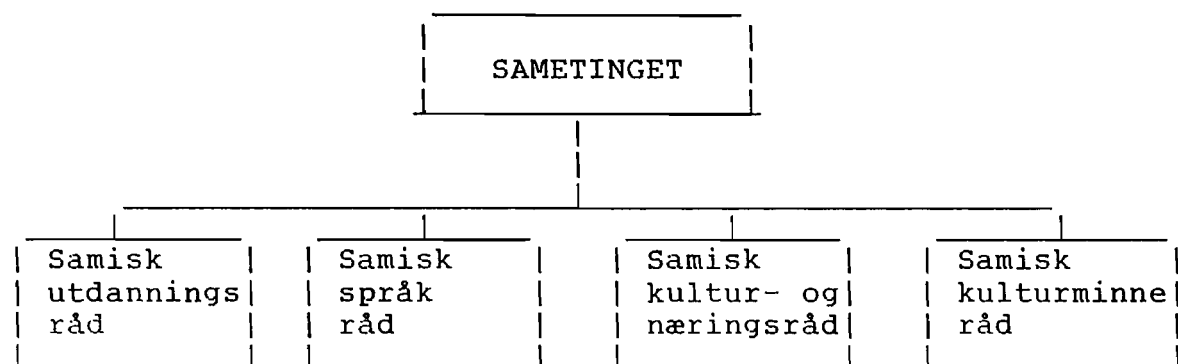 SAMETINGET
Samisk
utdannings
råd
Samisk
språk
råd
Samisk
kultur- og
næringsråd
Samisk
kulturminne
råd